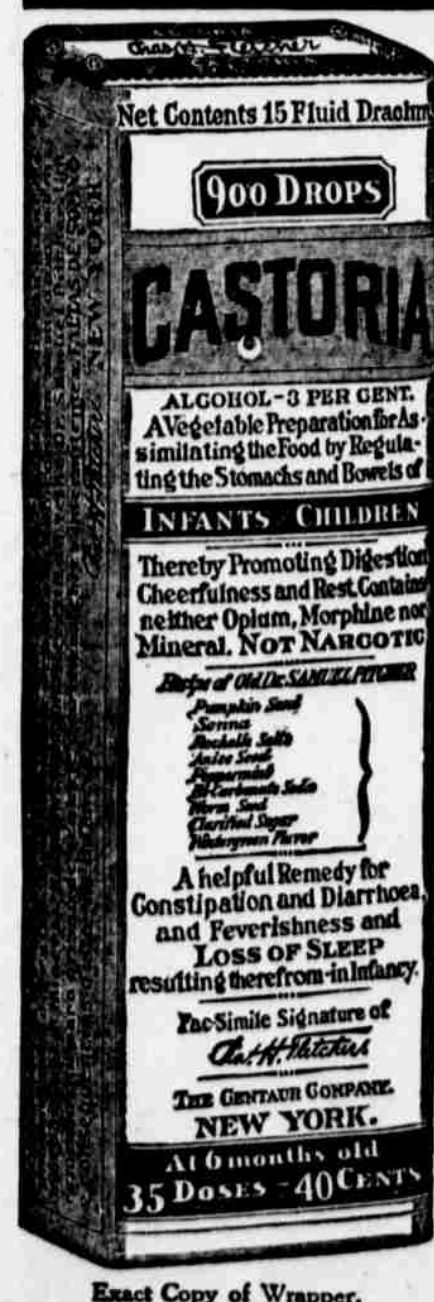 Chas. H. Fletcher
Net Contents 15 Fluid Drachm
900 DROPS
CASTORIA
ALCOHOL-3 PER CENT.
A Vegetable Preparation for As-
similating the Food by Regula-
ting the Stomachs and Bowels of
INFANTS CHILDREN
Thereby Promoting Digestion
Cheerfulness and Rest. Contains
neither Opium, Morphine nor
Mineral. NOT NARCOTIC
Recipe of Old Dr. SAMUEL PITCHER
Pumpkin Seed
Senna
Rochelle Salts
Anise Seed
Peppermint
Bi Carbonate Soda
Worm Seed
Clarified Sugar
Wintergreen Flavor
A helpful Remedy for
Constipation and Diarrhoea,
and Feverishness and
LOSS OF SLEEP
resulting therefrom-in Infancy.
Fac-Simile Signature of
Chas. H. Fletcher
THE CENTAUR COMPANY.
NEW YORK.
At 6 months old
35 DOSES - 40 CENTS
NEW YORK
Exact Copy of Wrapper.